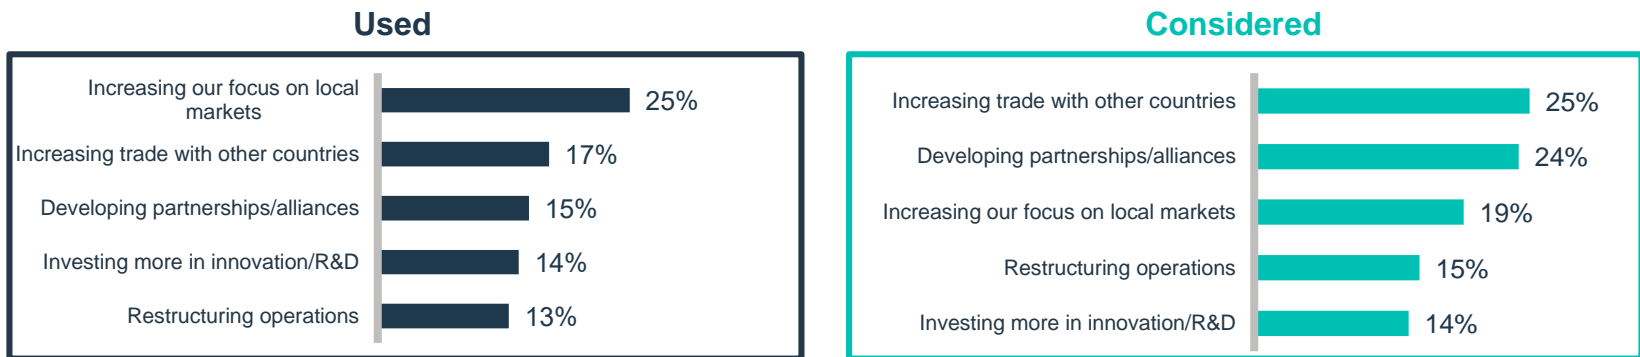 Used
Increasing our focus on local
markets
25%
Increasing trade with other countries
17%
Developing partnerships/alliances
15%
Investing more in innovation/R&D
14%
Restructuring operations
13%
Considered
Increasing trade with other countries
25%
Developing partnerships/alliances
24%
Increasing our focus on local markets
19%
Restructuring operations
15%
Investing more in innovation/R&D
14%